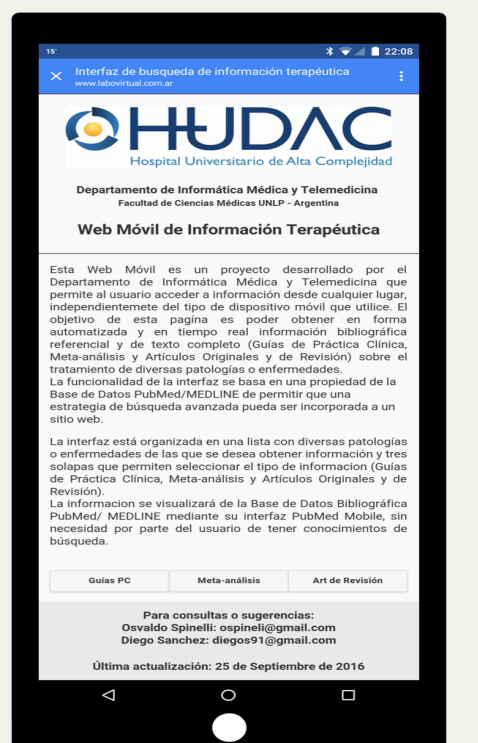 15°
22:08
Interfaz de busqueda de información terapéutica
www.labovirtual.com.ar
HUDAC
Hospital Universitario de Alta Complejidad
Departamento de Informática Médica y Telemedicina
Facultad de Ciencias Médicas UNLP - Argentina
Web Móvil de Información Terapéutica
Esta Web Móvil es un proyecto desarrollado por el
Departamento de Informática Médica y Telemedicina que
permite al usuario acceder a información desde cualquier lugar,
independientemete del tipo de dispositivo móvil que utilice. El
objetivo de esta pagína es poder obtener en forma
automatizada y en tiempo real información bibliográfica
referencial y de texto completo (Guías de Práctica Clínica,
Meta-análisis y Artículos Originales y de Revisión) sobre el
tratamiento de diversas patologías o enfermedades.
La funcionalidad de la interfaz se basa en una propiedad de la
Base de Datos PubMed/MEDLINE de permitir que una
estrategia de búsqueda avanzada pueda ser incorporada a un
sitio web.
La interfaz está organizada en una lista con diversas patologías
o enfermedades de las que se desea obtener información y tres
solapas que permiten seleccionar el tipo de informacion (Guías
de Práctica Clínica, Meta-análisis y Artículos Originales y de
Revisión).
La informacion se visualizará de la Base de Datos Bibliográfica
PubMed/ MEDLINE mediante su interfaz PubMed Mobile, sin
necesidad por parte del usuario de tener conocimientos de
búsqueda.
Guías PC
Meta-análisis
Art de Revisión
Para consultas o sugerencias:
Osvaldo Spinelli: ospineli@gmail.com
Diego Sanchez: diegos91@gmail.com
Última actualización: 25 de Septiembre de 2016